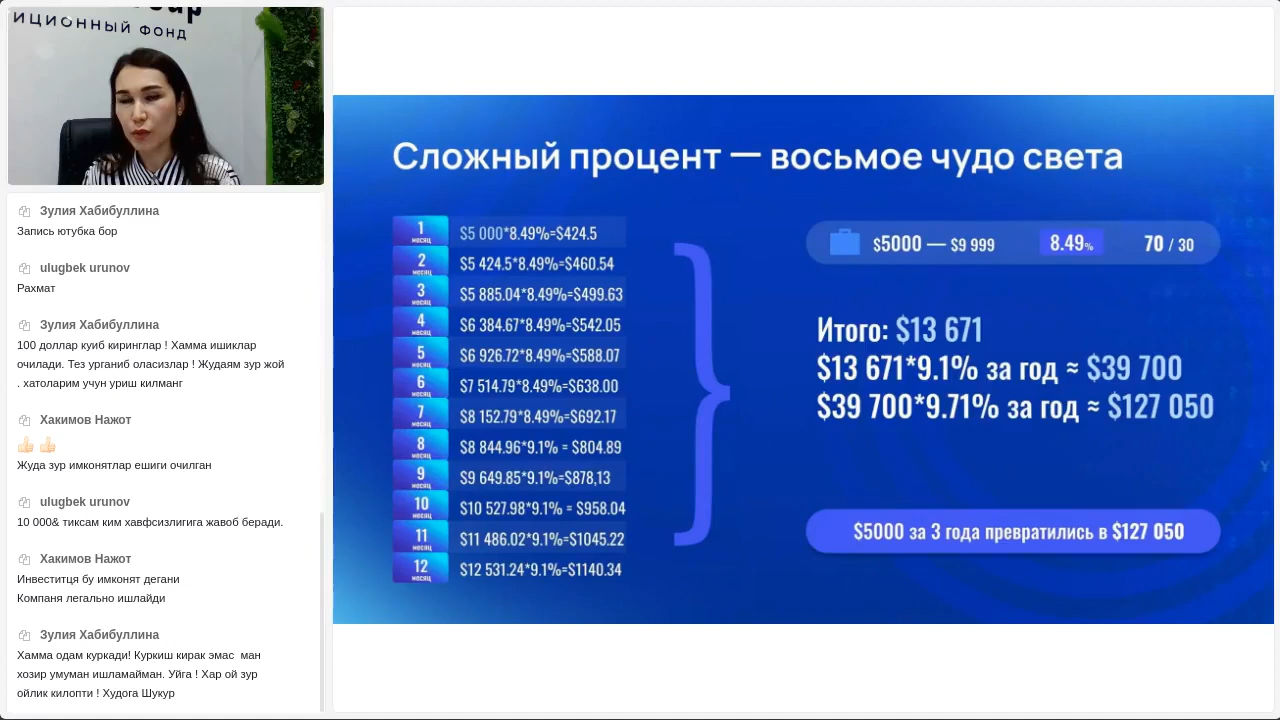 ИЦИОННЫЙ ФОНД
Зулия Хабибуллина
Запись ютубка бор
ulugbek urunov
Рахмат
Зулия Хабибуллина
100 доллар куиб киринглар ! Хамма ишиклар
очилади. Тез урганиб оласизлар ! Жудаям зур жой
. хатоларим учун уриш килманг
Хакимов Нажот
👍 👍
Жуда зур имконятлар ешиги очилган
ulugbek urunov
10 000& тиксам ким хавфсизлигига жавоб беради.
Хакимов Нажот
Инвеститця бу имконят дегани
Компаня легально ишлайди
Зулия Хабибуллина
Хамма одам куркади! Куркиш кирак эмас ман
хозир умуман ишламайман. Уйга ! Хар ой зур
ойлик килопти ! Худога Шукур
Сложный процент — восьмое чудо света
1 месяц $5 000*8.49%=$424.5
2 месяц $5 424.5*8.49%=$460.54
3 месяц $5 885.04*8.49%=$499.63
4 месяц $6 384.67*8.49%=$542.05
5 месяц $6 926.72*8.49%=$588.07
6 месяц $7 514.79*8.49%=$638.00
7 месяц $8 152.79*8.49%=$692.17
8 месяц $8 844.96*9.1% = $804.89
9 месяц $9 649.85*9.1%=$878,13
10 месяц $10 527.98*9.1% = $958.04
11 месяц $11 486.02*9.1%=$1045.22
12 месяц $12 531.24*9.1%=$1140.34
$5000 — $9 999 8.49% 70 / 30
Итого: $13 671
$13 671*9.1% за год ≈ $39 700
$39 700*9.71% за год ≈ $127 050
$5000 за 3 года превратились в $127 050